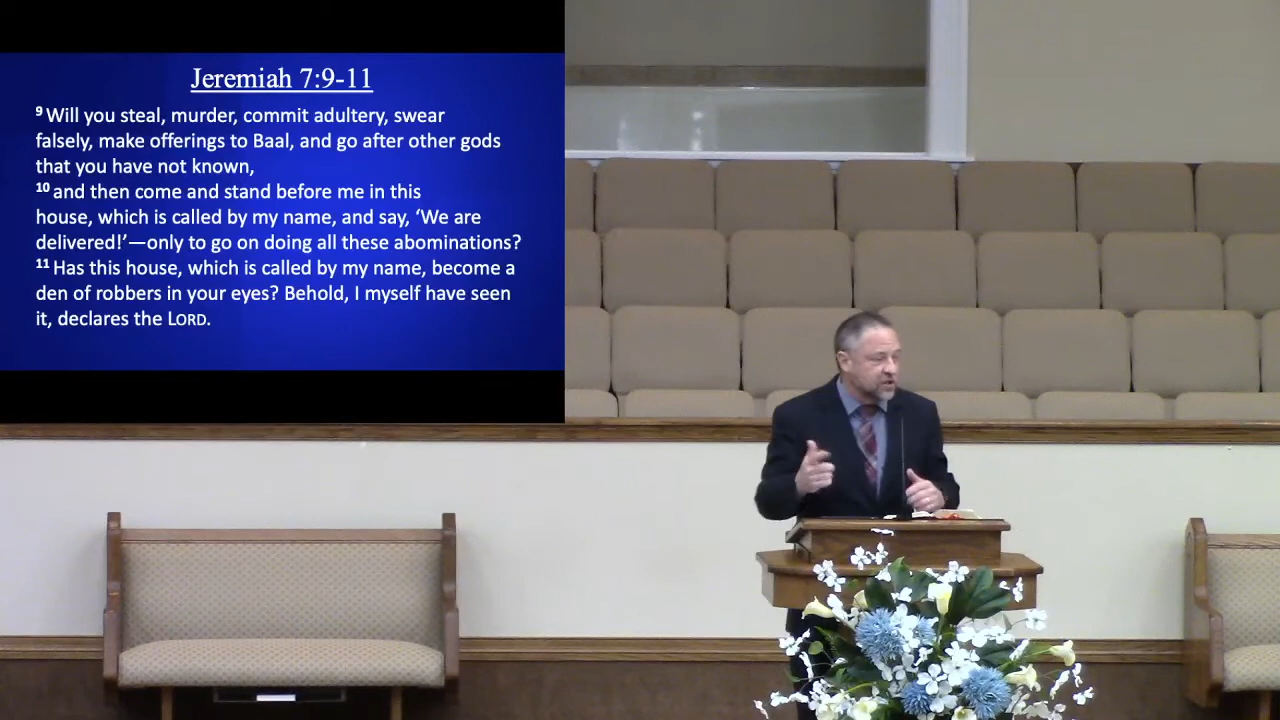 Jeremiah 7:9-11
9 Will you steal, murder, commit adultery, swear
falsely, make offerings to Baal, and go after other gods
that you have not known,
10 and then come and stand before me in this
house, which is called by my name, and say, ‘We are
delivered!’—only to go on doing all these abominations?
11 Has this house, which is called by my name, become a
den of robbers in your eyes? Behold, I myself have seen
it, declares the LORD.